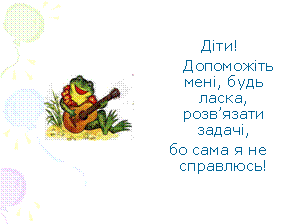 Діти!
Допоможіть
мені, будь
ласка,
розв’язати
задачі,
бо сама я не
справлюсь!